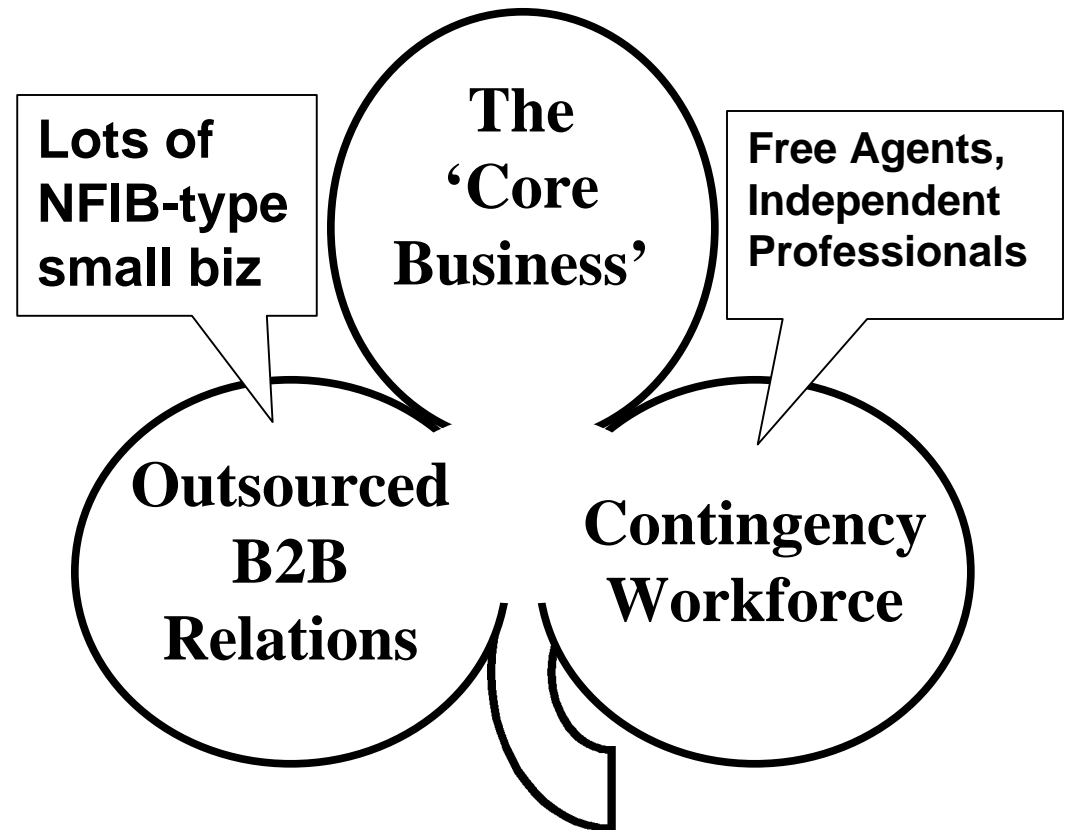 The
‘Core
Business’
Lots of
NFIB-type
small biz
Free Agents,
Independent
Professionals
Outsourced
B2B
Relations
Contingency
Workforce